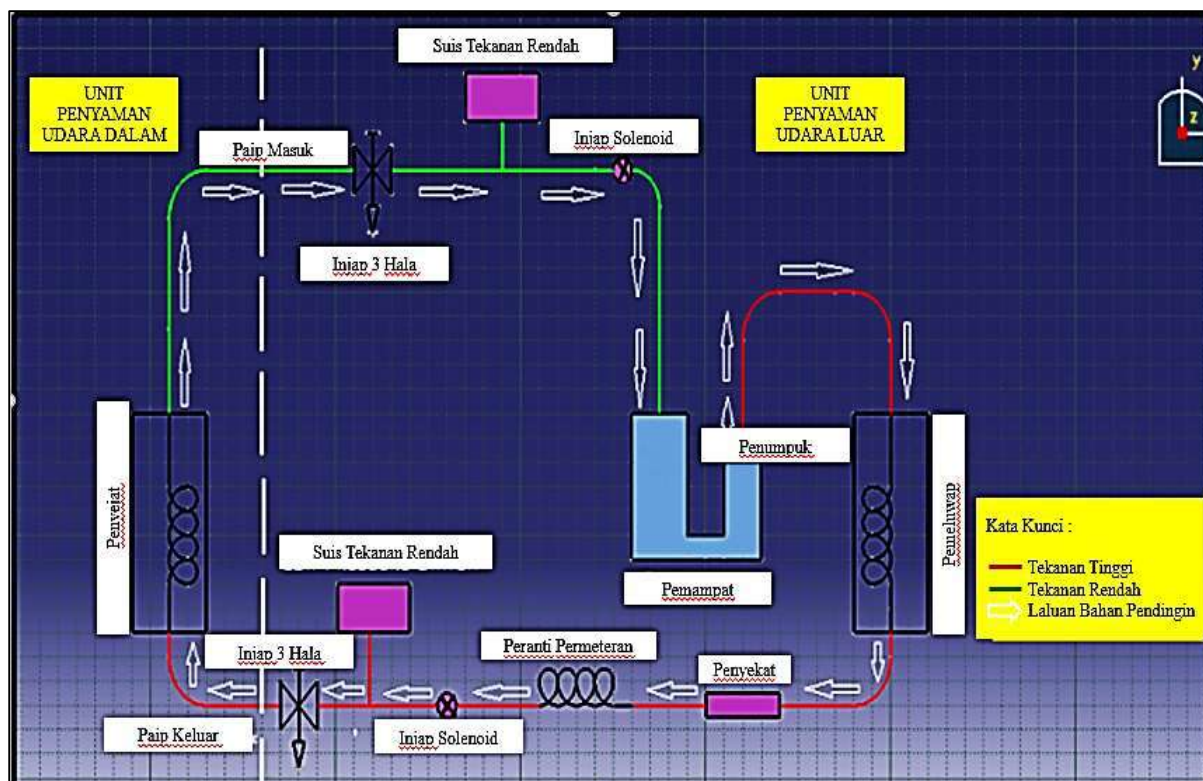 Suis Tekanan Rendah
UNIT
PENYAMAN
UDARA DALAM
Paip Masuk
Injap Solenoid
UNIT
PENYAMAN
UDARA LUAR
y
z
Injap 3 Hala
Penyejat
Suis Tekanan Rendah
Penumpuk
Pemampat
Pemeluwap
Kata Kunci :
Tekanan Tinggi
Tekanan Rendah
Laluan Bahan Pendingin
Injap 3 Hala
Peranti Permeteran
Penyekat
Paip Keluar
Injap Solenoid